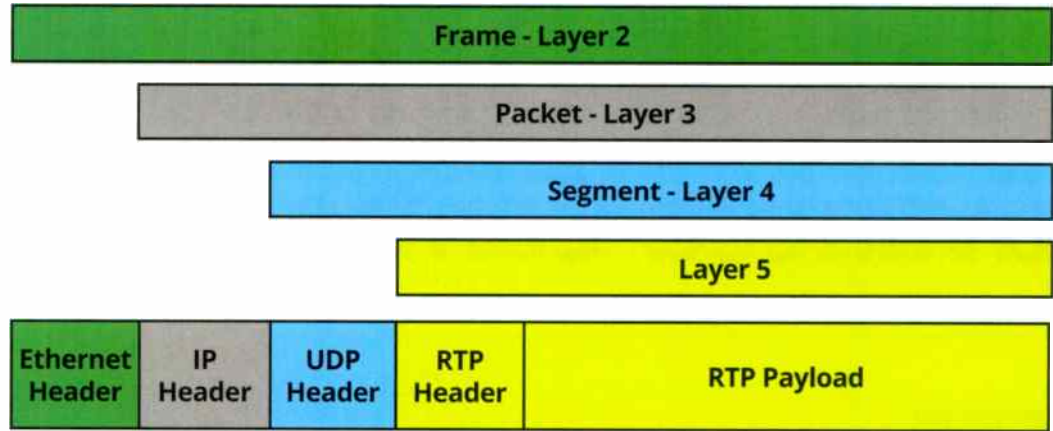 Frame - Layer 2
Packet - Layer 3
Segment - Layer 4
Layer 5
Ethernet
Header
IP
Header
UDP
Header
RTP
Header
RTP Payload